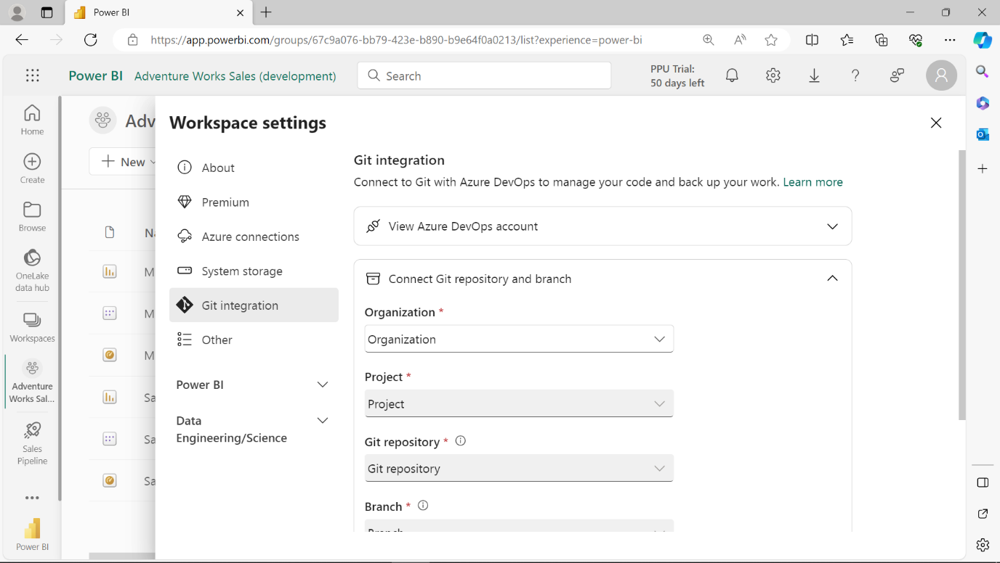 Power BI
https://app.powerbi.com/groups/67c9a076-bb79-423e-b890-b9e64f0a0213/list?experience=power-bi
Power BI Adventure Works Sales (development)
Search
PPU Trial:
50 days left
Home
Create
Browse
OneLake
data hub
Workspaces
Adventure
Works Sal...
Sales
Pipeline
Power BI
Adv
New
M
M
M
Sa
Sa
Sa
Workspace settings
About
Premium
Azure connections
System storage
Git integration
Other
Power BI
Data
Engineering/Science
Git integration
Connect to Git with Azure DevOps to manage your code and back up your work. Learn more
View Azure DevOps account
Connect Git repository and branch
Organization *
Organization
Project *
Project
Git repository *
Git repository
Branch *